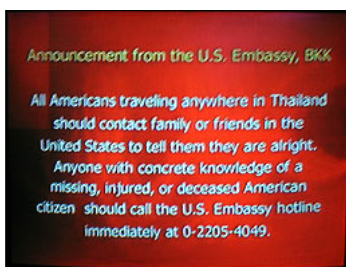 Announcement from the U.S. Embassy, BKK
All Americans traveling anywhere in Thailand
should contact family or friends in the
United States to tell them they are alright.
Anyone with concrete knowledge of a
missing, injured, or deceased American
citizen should call the U.S. Embassy hotline
immediately at 0-2205-4049.